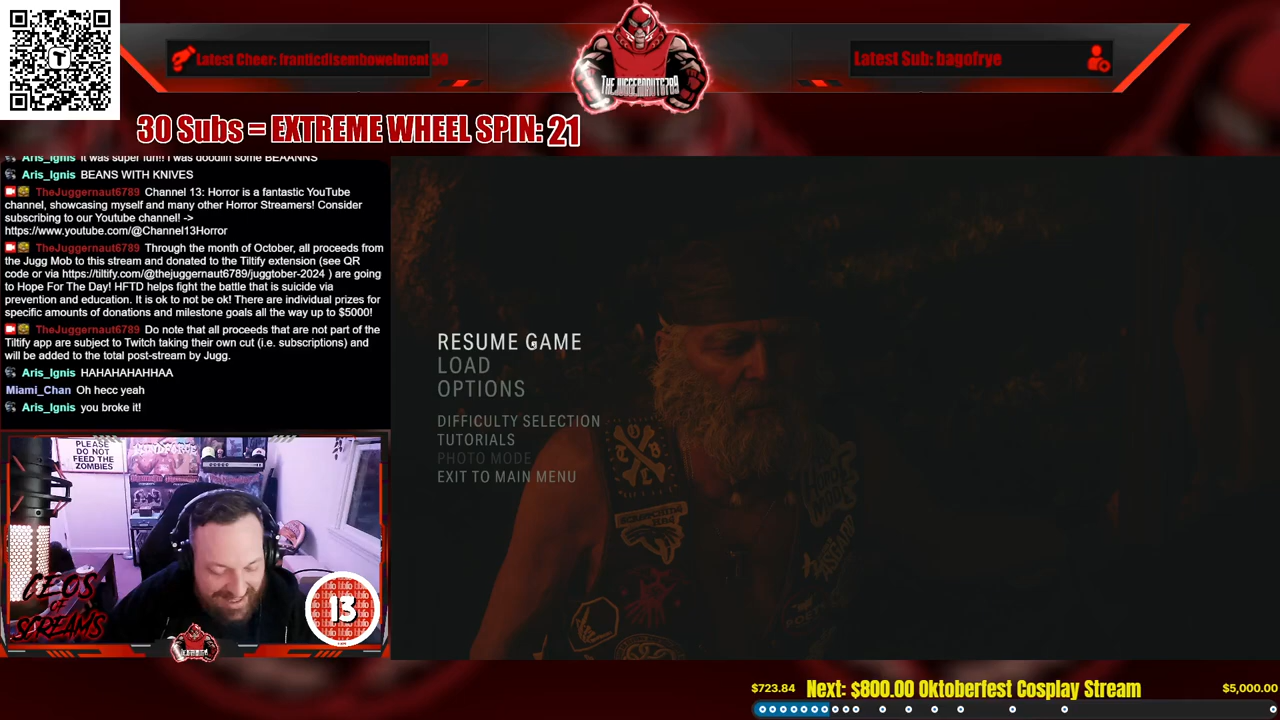 Latest Cheer: franticdisembowelment 50
THEJUGGERNAUT6789
Latest Sub: bagofrye
30 Subs = EXTREME WHEEL SPIN: 21
Aris_Ignis It was super fun!! I was doodlin some BEAANNS
Aris_Ignis BEANS WITH KNIVES
TheJuggernaut6789 Channel 13: Horror is a fantastic YouTube
channel, showcasing myself and many other Horror Streamers! Consider
subscribing to our Youtube channel! ->
https://www.youtube.com/@Channel13Horror
TheJuggernaut6789 Through the month of October, all proceeds from
the Jugg Mob to this stream and donated to the Tiltify extension (see QR
code or via https://tiltify.com/@thejuggernaut6789/juggtober-2024 ) are going
to Hope For The Day! HFTD helps fight the battle that is suicide via
prevention and education. It is ok to not be ok! There are individual prizes for
specific amounts of donations and milestone goals all the way up to $5000!
TheJuggernaut6789 Do note that all proceeds that are not part of the
Tiltify app are subject to Twitch taking their own cut (i.e. subscriptions) and
will be added to the total post-stream by Jugg.
Aris_Ignis HAHAHAHAHHAA
Miami_Chan Oh hecc yeah
Aris_Ignis you broke it!
RESUME GAME
LOAD
OPTIONS
DIFFICULTY SELECTION
TUTORIALS
PHOTO MODE
EXIT TO MAIN MENU
PLEASE
DO NOT
FEED THE
ZOMBIES
CEOS
OF
SCREAMS
13
$723.84 Next: $800.00 Oktoberfest Cosplay Stream $5,000.00